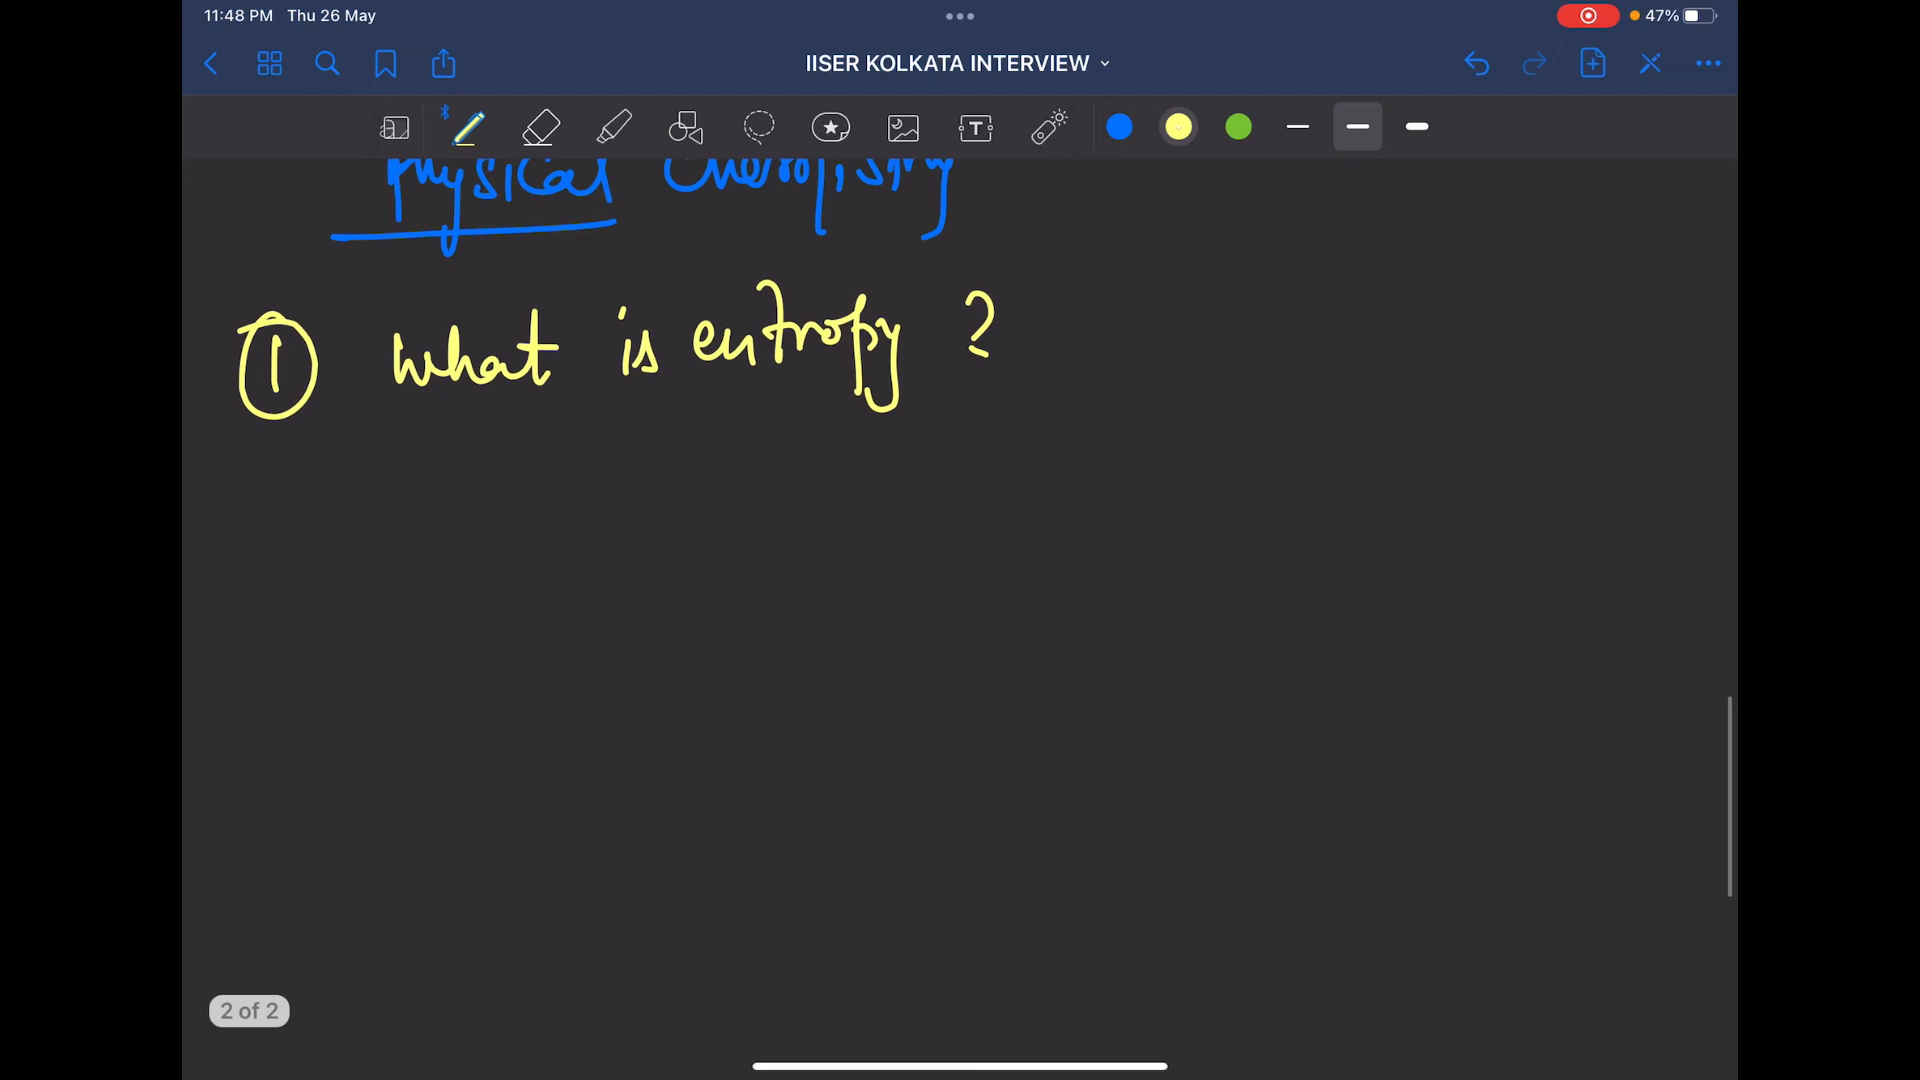 11:48 PM Thu 26 May
47%
IISER KOLKATA INTERVIEW
T
Physical Chemistry
① What is entropy ?
2 of 2